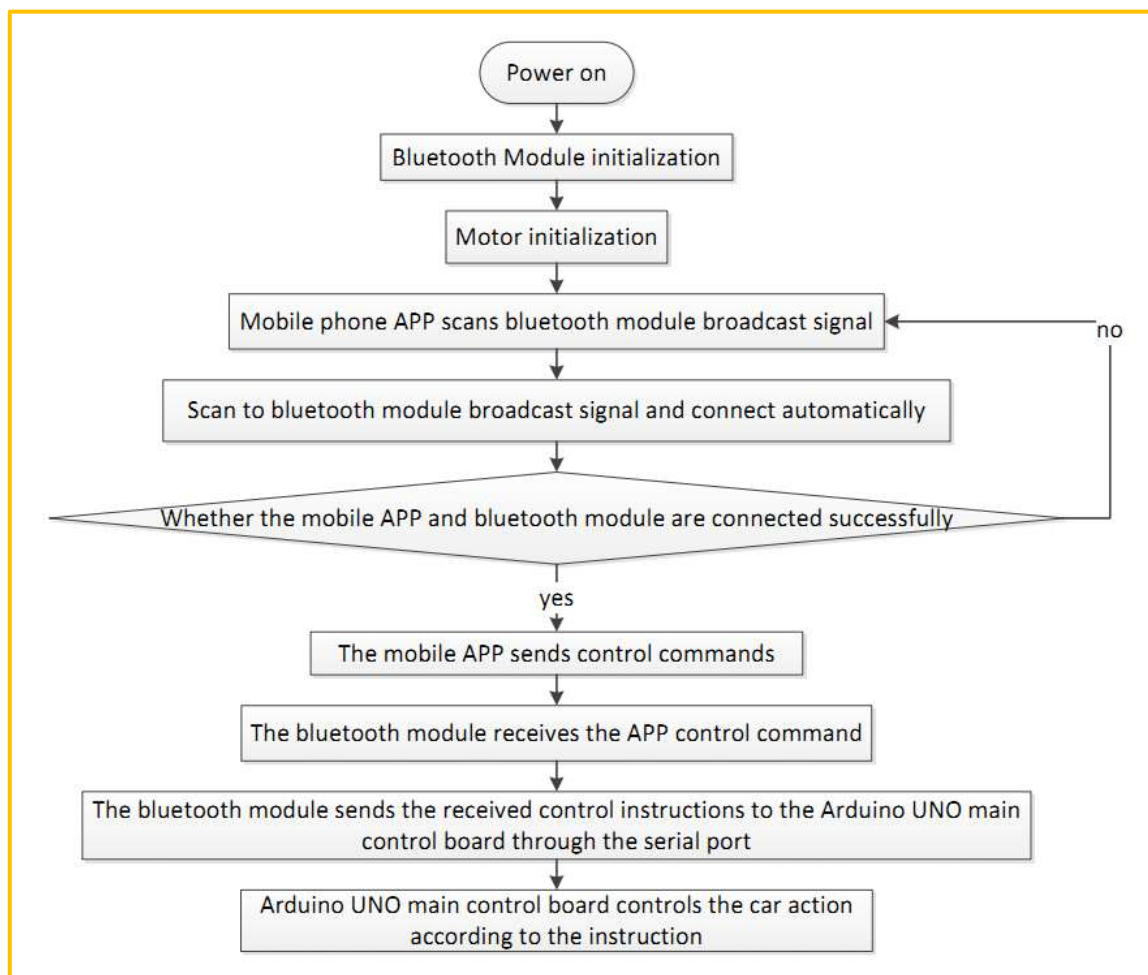 Power on
Bluetooth Module initialization
Motor initialization
Mobile phone APP scans bluetooth module broadcast signal
no
Scan to bluetooth module broadcast signal and connect automatically
Whether the mobile APP and bluetooth module are connected successfully
yes
The mobile APP sends control commands
The bluetooth module receives the APP control command
The bluetooth module sends the received control instructions to the Arduino UNO main
control board through the serial port
Arduino UNO main control board controls the car action
according to the instruction